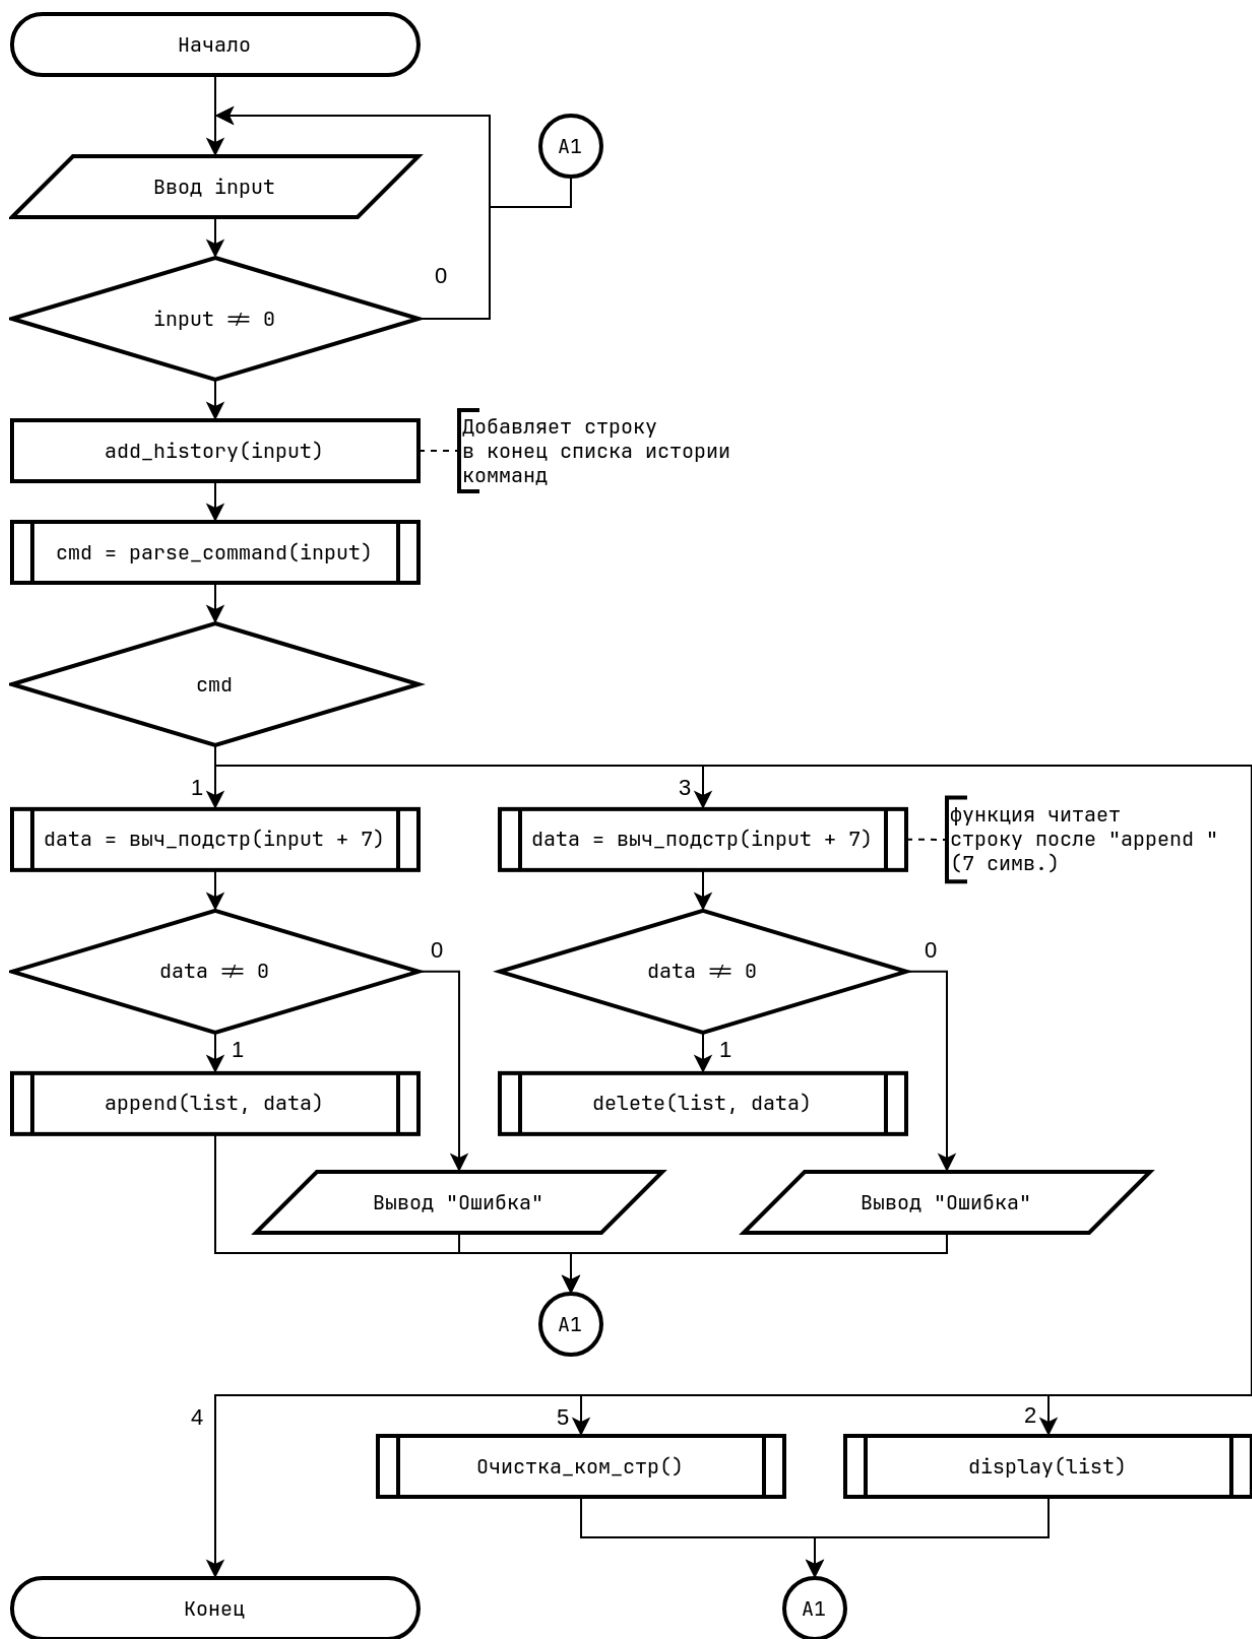 Начало
A1
Ввод input
0
input ≠ 0
add_history(input)
Добавляет строку
в конец списка истории
комманд
cmd = parse_command(input)
cmd
1
3
data = выч_подстр(input + 7)
data = выч_подстр(input + 7)
функция читает
строку после "append "
(7 симв.)
data ≠ 0
0
data ≠ 0
0
1
1
append(list, data)
delete(list, data)
Вывод "Ошибка"
Вывод "Ошибка"
A1
4
5
2
Очистка_ком_стр()
display(list)
Конец
A1